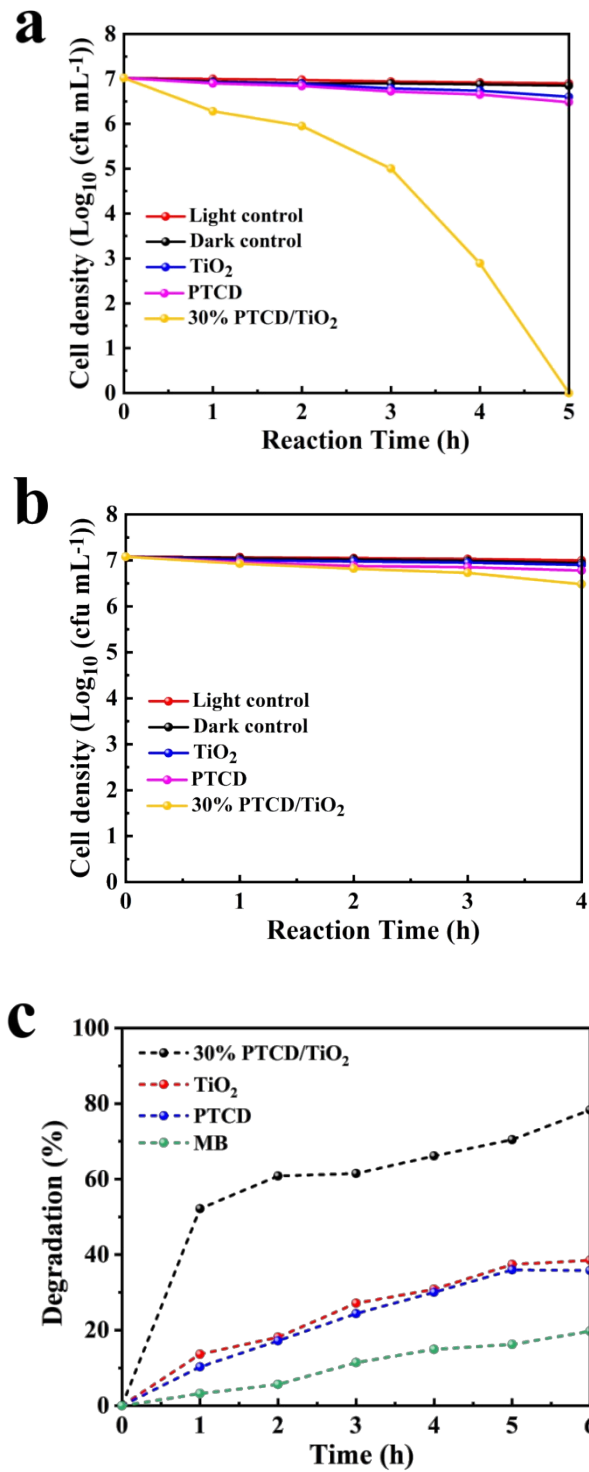 a
Cell density (Log₁₀ (cfu mL⁻¹))
8
7
6
5
4
3
2
1
0
Light control
Dark control
TiO₂
PTCD
30% PTCD/TiO₂
0 1 2 3 4 5
Reaction Time (h)
b
Cell density (Log₁₀ (cfu mL⁻¹))
8
7
6
5
4
3
2
1
0
Light control
Dark control
TiO₂
PTCD
30% PTCD/TiO₂
0 1 2 3 4
Reaction Time (h)
c
Degradation (%)
100
80
60
40
20
0
30% PTCD/TiO₂
TiO₂
PTCD
MB
0 1 2 3 4 5 6
Time (h)